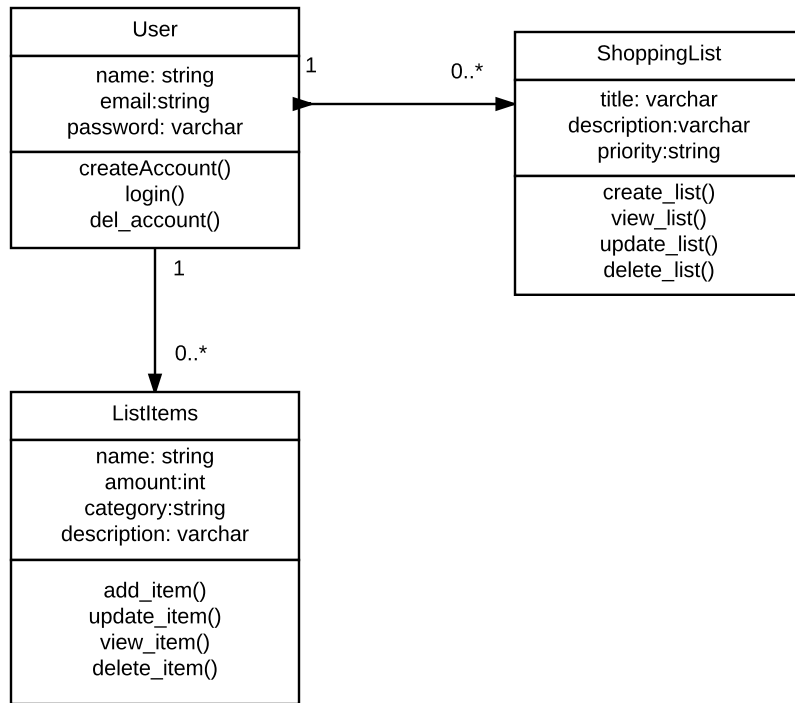 User
name: string
email:string
password: varchar
createAccount()
login()
del_account()
1
0..*
ShoppingList
title: varchar
description:varchar
priority:string
create_list()
view_list()
update_list()
delete_list()
1
0..*
ListItems
name: string
amount:int
category:string
description: varchar
add_item()
update_item()
view_item()
delete_item()